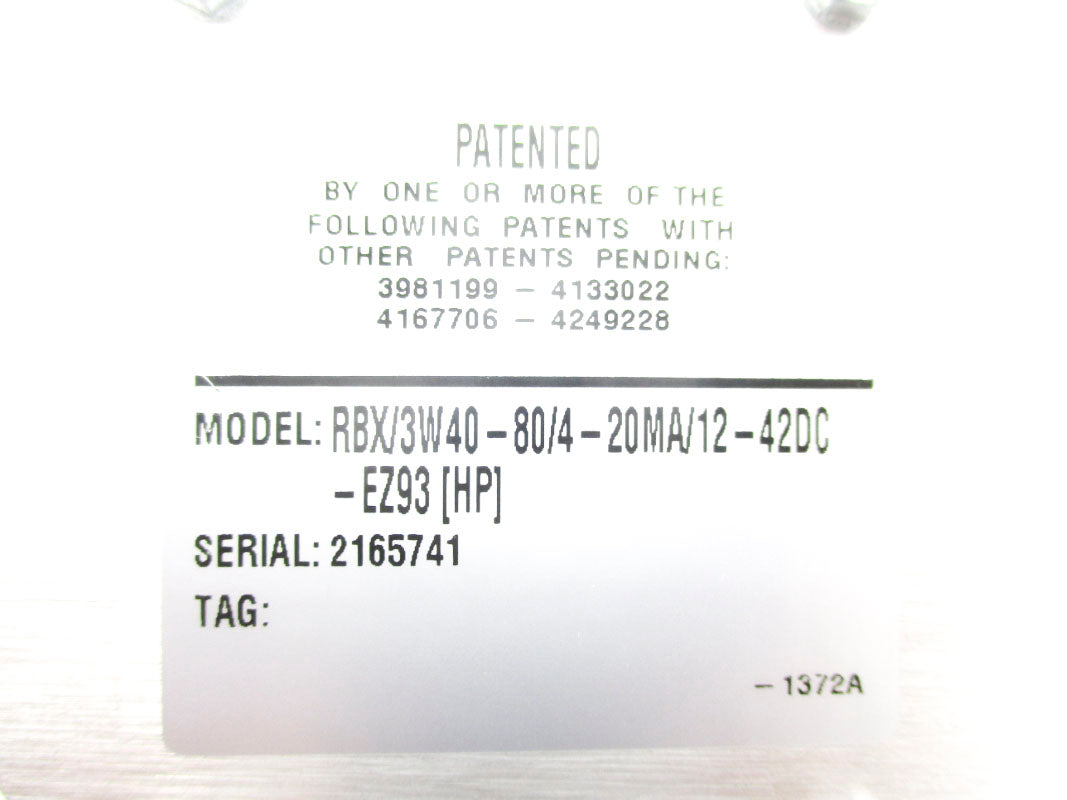 PATENTED
BY ONE OR MORE OF THE
FOLLOWING PATENTS WITH
OTHER PATENTS PENDING:
3981199 - 4133022
4167706 - 4249228
MODEL: RBX/3W40-80/4-20MA/12-42DC
-EZ93 [HP]
SERIAL: 2165741
TAG:
-1372A